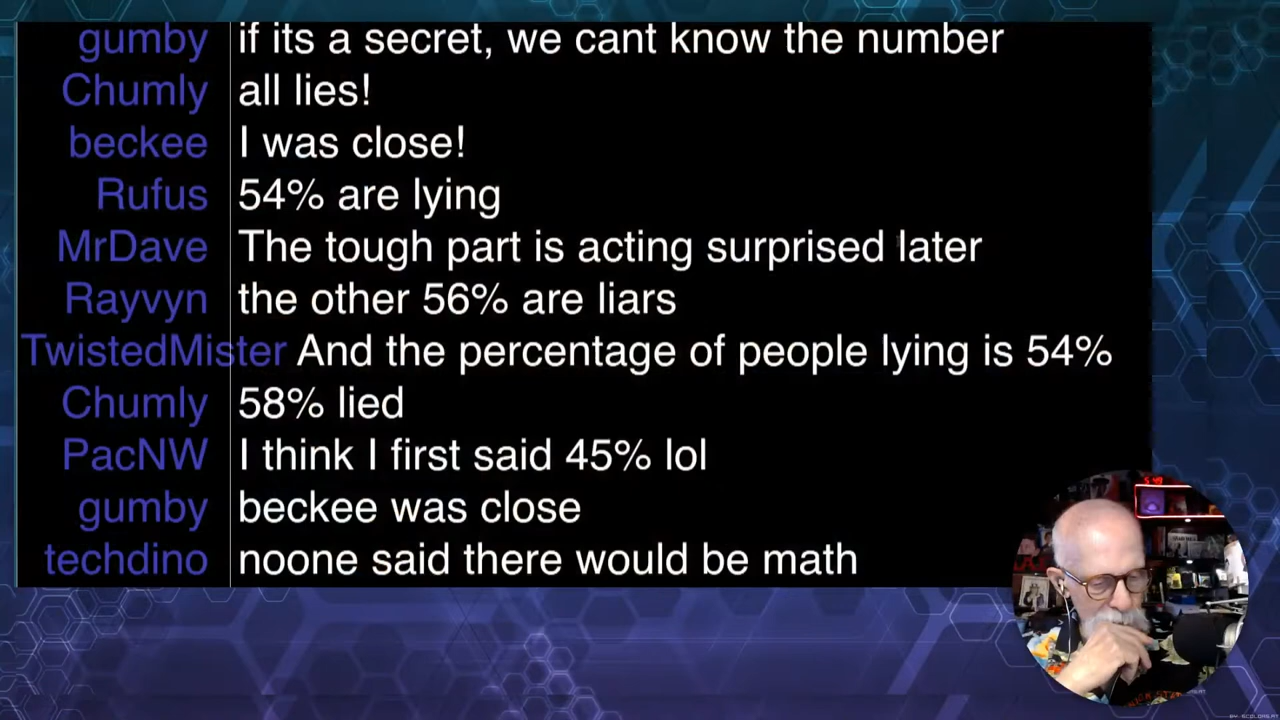 gumby if its a secret, we cant know the number
Chumly all lies!
beckee I was close!
Rufus 54% are lying
MrDave The tough part is acting surprised later
Rayvyn the other 56% are liars
TwistedMister And the percentage of people lying is 54%
Chumly 58% lied
PacNW I think I first said 45% lol
gumby beckee was close
techdino noone said there would be math